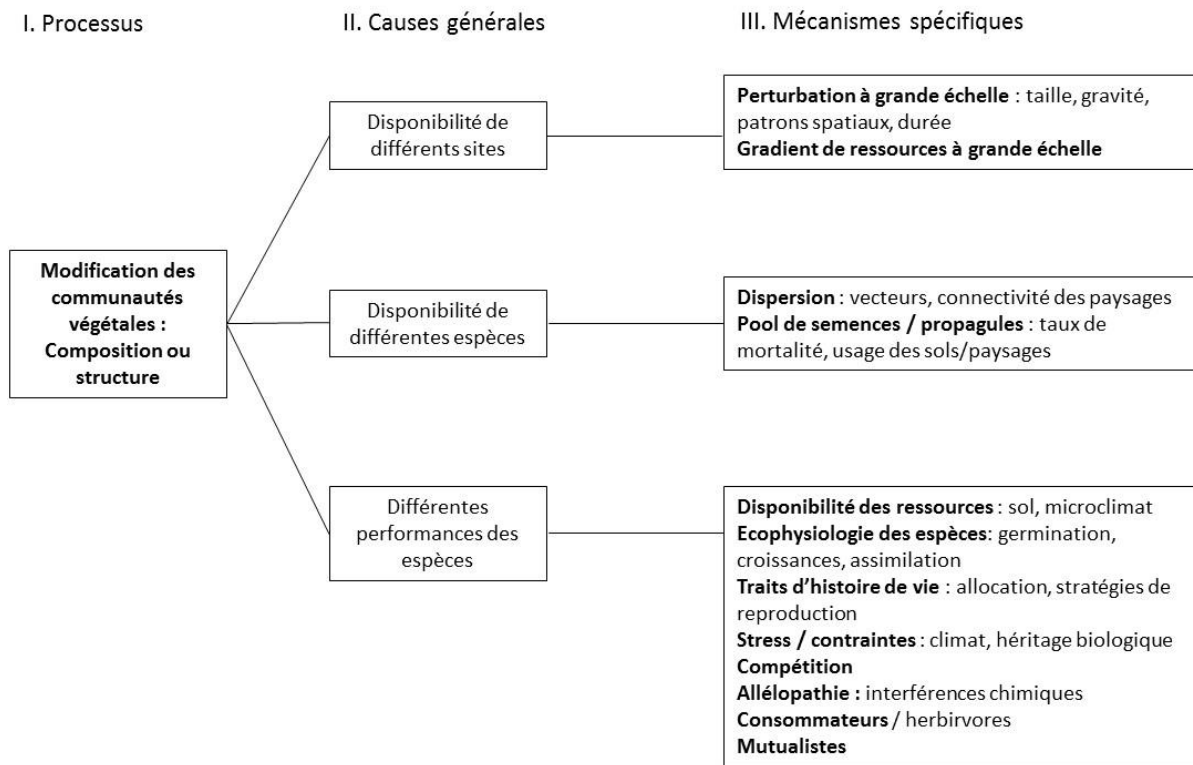 I. Processus
II. Causes générales
III. Mécanismes spécifiques
Modification des
communautés
végétales :
Composition ou
structure
Disponibilité de
différents sites
Perturbation à grande échelle : taille, gravité,
patrons spatiaux, durée
Gradient de ressources à grande échelle
Disponibilité de
différentes espèces
Dispersion : vecteurs, connectivité des paysages
Pool de semences / propagules : taux de
mortalité, usage des sols/paysages
Différentes
performances des
espèces
Disponibilité des ressources : sol, microclimat
Ecophysiologie des espèces: germination,
croissances, assimilation
Traits d'histoire de vie : allocation, stratégies de
reproduction
Stress / contraintes : climat, héritage biologique
Compétition
Allélopathie : interférences chimiques
Consommateurs / herbirvores
Mutualistes